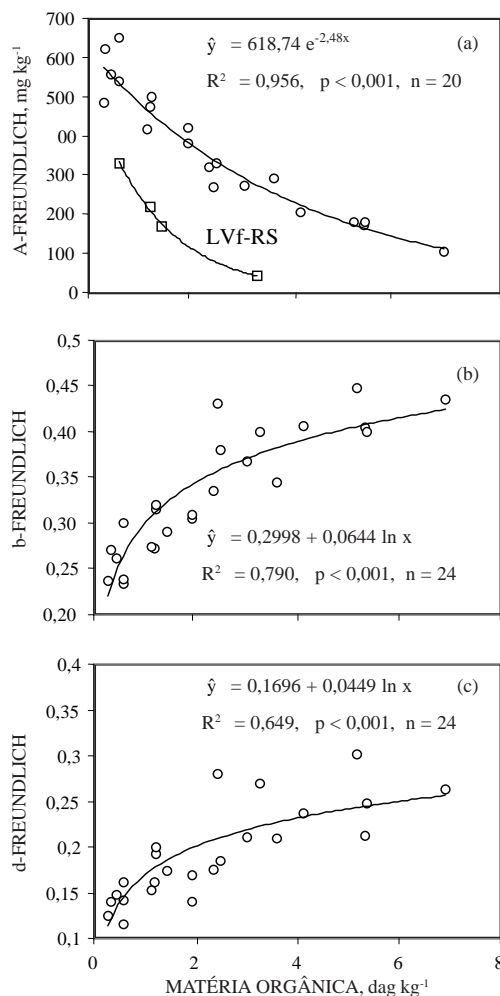 A-FREUNDLICH, mg kg⁻¹
700
600
500
00
300
200
100
0
(a)
ŷ = 618,74 e⁻²,⁴⁸ˣ
R² = 0,956, p < 0,001, n = 20
LVf-RS
b-FREUNDLICH
0,5
0,45
0,40
0,35
0,30
0,25
0,20
(b)
ŷ = 0,2998 + 0,0644 ln x
R² = 0,790, p < 0,001, n = 24
d-FREUNDLICH
0,4
0,35
0,3
0,25
0,2
0,15
0,1
ŷ = 0,1696 + 0,0449 ln x (c)
R² = 0,649, p < 0,001, n = 24
0 2 4 6 8
MATÉRIA ORGÂNICA, dag kg⁻¹